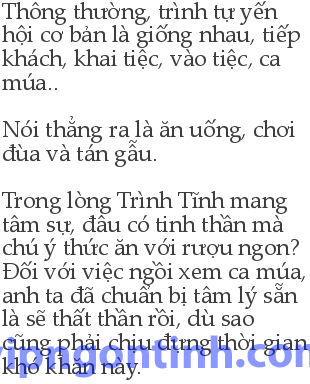 Thông thường, trình tự yến
hội cơ bản là giống nhau, tiếp
khách, khai tiệc, vào tiệc, ca
múa..
Nói thẳng ra là ăn uống, chơi
đùa và tán gẫu.
Trong lòng Trình Tĩnh mang
tâm sự, đâu có tinh thần mà
chú ý thức ăn với rượu ngon?
Đối với việc ngồi xem ca múa,
anh ta đã chuẩn bị tâm lý sẵn
là sẽ thất thần rồi, dù sao
cũng phải chịu đựng thời gian
khó khăn này.
vipngontinh.com